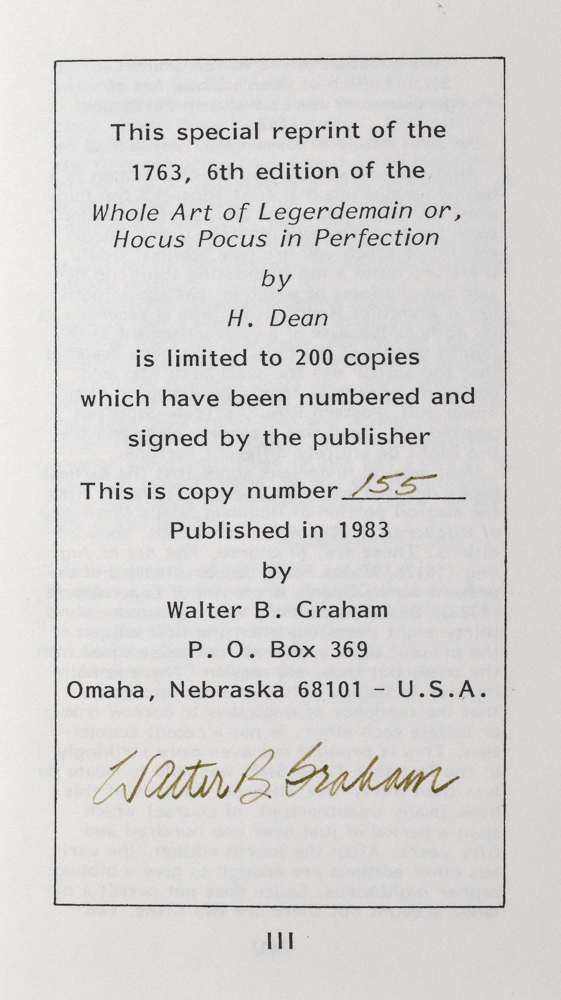 This special reprint of the
1763, 6th edition of the
Whole Art of Legerdemain or,
Hocus Pocus in Perfection
by
H. Dean
is limited to 200 copies
which have been numbered and
signed by the publisher
This is copy number 155
Published in 1983
by
Walter B. Graham
P. O. Box 369
Omaha, Nebraska 68101 - U.S.A.
Walter B Graham
III